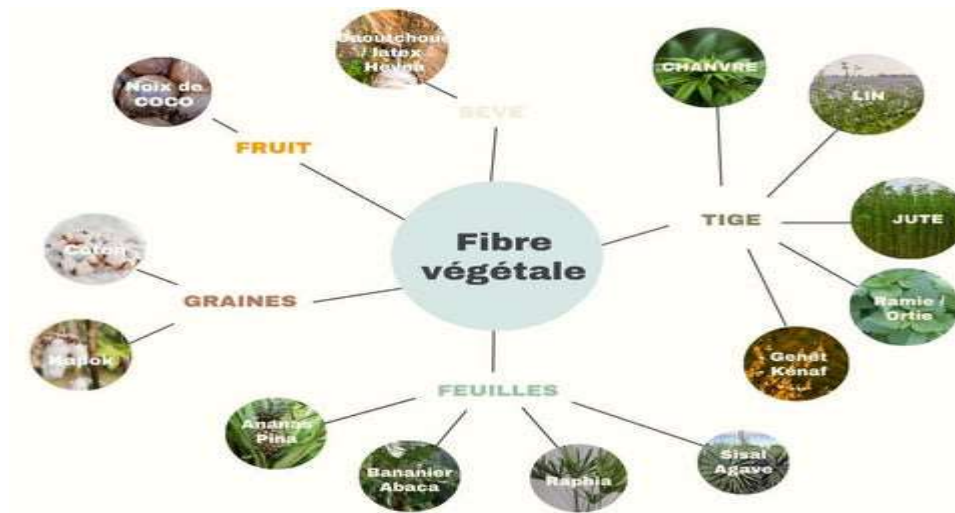 Caoutchouc
/ latex
Hevea
CHANVRE
Noix de
COCO
LIN
SEVE
FRUIT
TIGE
JUTE
Fibre
végétale
Coton
GRAINES
Ramie /
Ortie
Kapok
Genêt
Kénaf
FEUILLES
Ananas
Pina
Bananier
Abaca
Raphia
Sisal
Agave